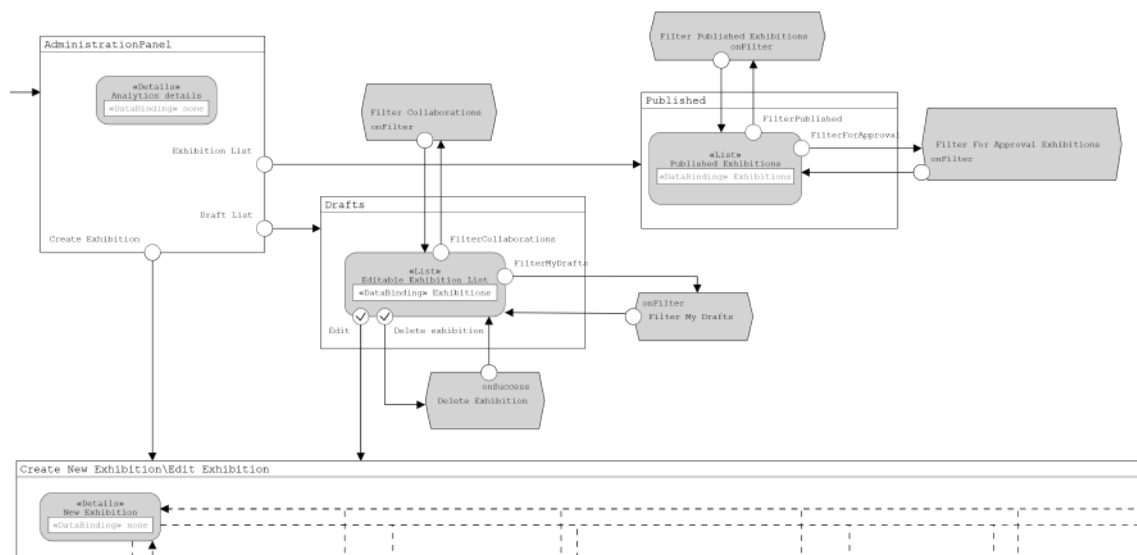 AdministrationPanel
«Details»
Analytics details
«DataBinding» none
Exhibition List
Draft List
Create Exhibition
Filter Collaborations
onFilter
Filter Published Exhibitions
onFilter
Published
FilterPublished
FilterForApproval
«List»
Published Exhibitions
«DataBinding» Exhibitions
Filter For Approval Exhibitions
onFilter
Drafts
FilterCollaborations
FilterMyDrafts
«List»
Editable Exhibition List
«DataBinding» Exhibitions
Edit
Delete exhibition
onFilter
Filter My Drafts
onSuccess
Delete Exhibition
Create New Exhibition\Edit Exhibition
«Details»
New Exhibition
«DataBinding» none